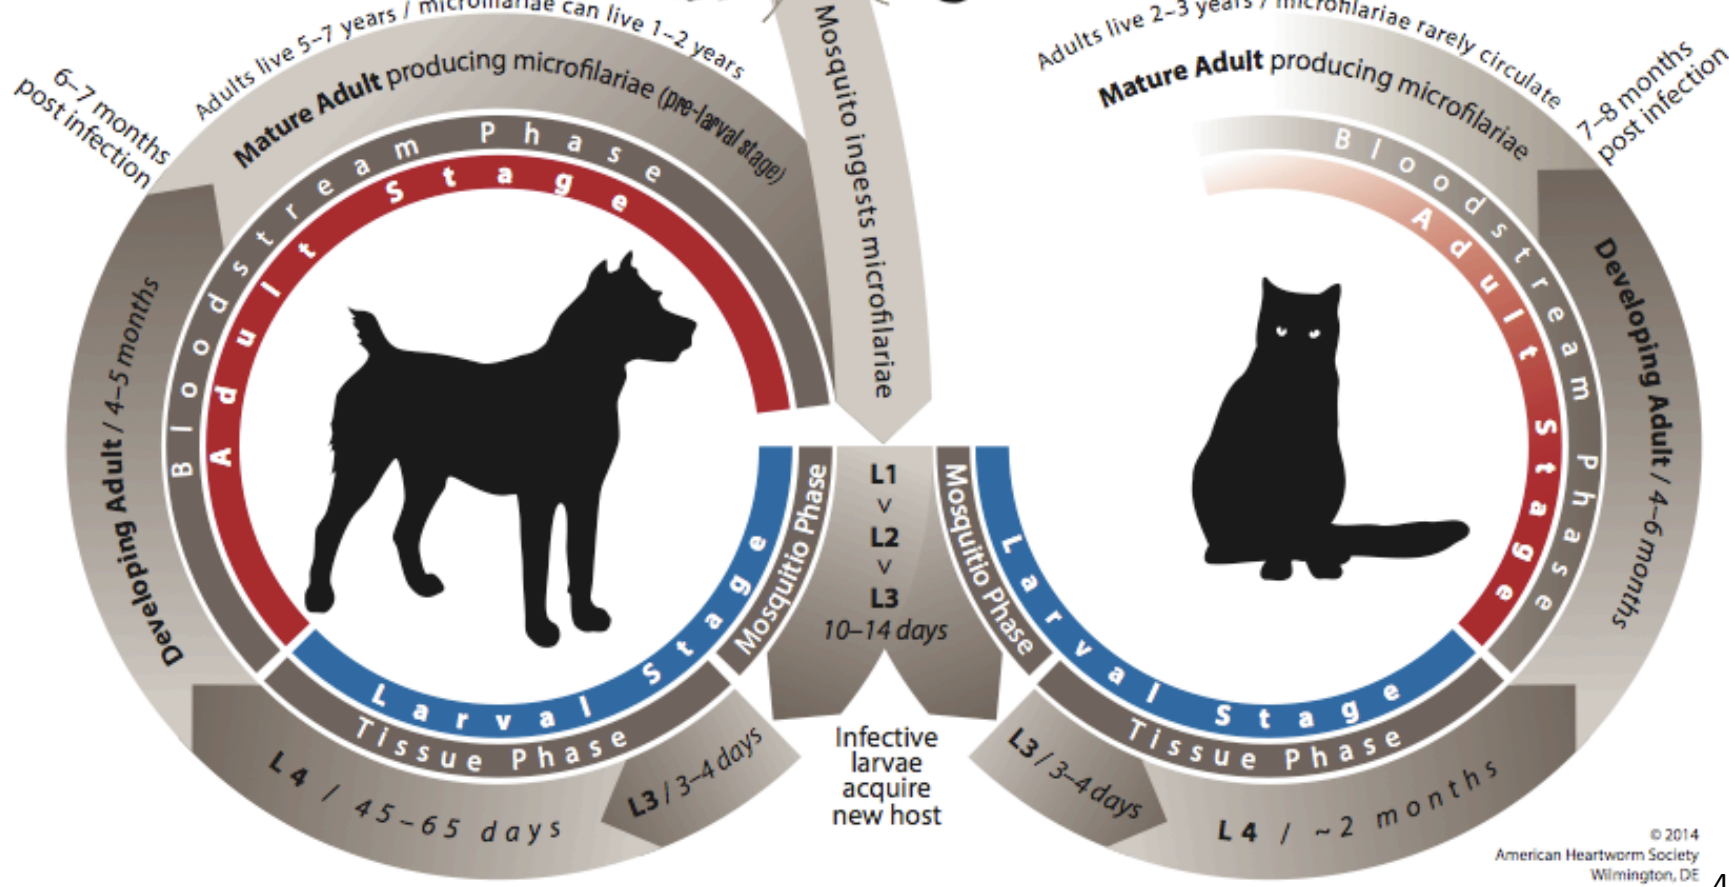 Adults live 5–7 years / microfilariae can live 1–2 years
6–7 months
post infection
Mature Adult producing microfilariae (pre-larval stage)
Bloodstream Phase
Adult Stage
Developing Adult / 4–5 months
Larval Stage
Tissue Phase
Mosquitio Phase
L4 / 45–65 days
L3 / 3–4 days
Mosquito ingests microfilariae
L1
L2
L3
10–14 days
Infective
larvae
acquire
new host
Adults live 2–3 years / microfilariae rarely circulate
7–8 months
post infection
Mature Adult producing microfilariae
Bloodstream Phase
Adult Stage
Developing Adult / 4–6 months
Mosquitio Phase
Larval Stage
Tissue Phase
L3 / 3–4 days
L4 / ~2 months
© 2014
American Heartworm Society
Wilmington, DE
4